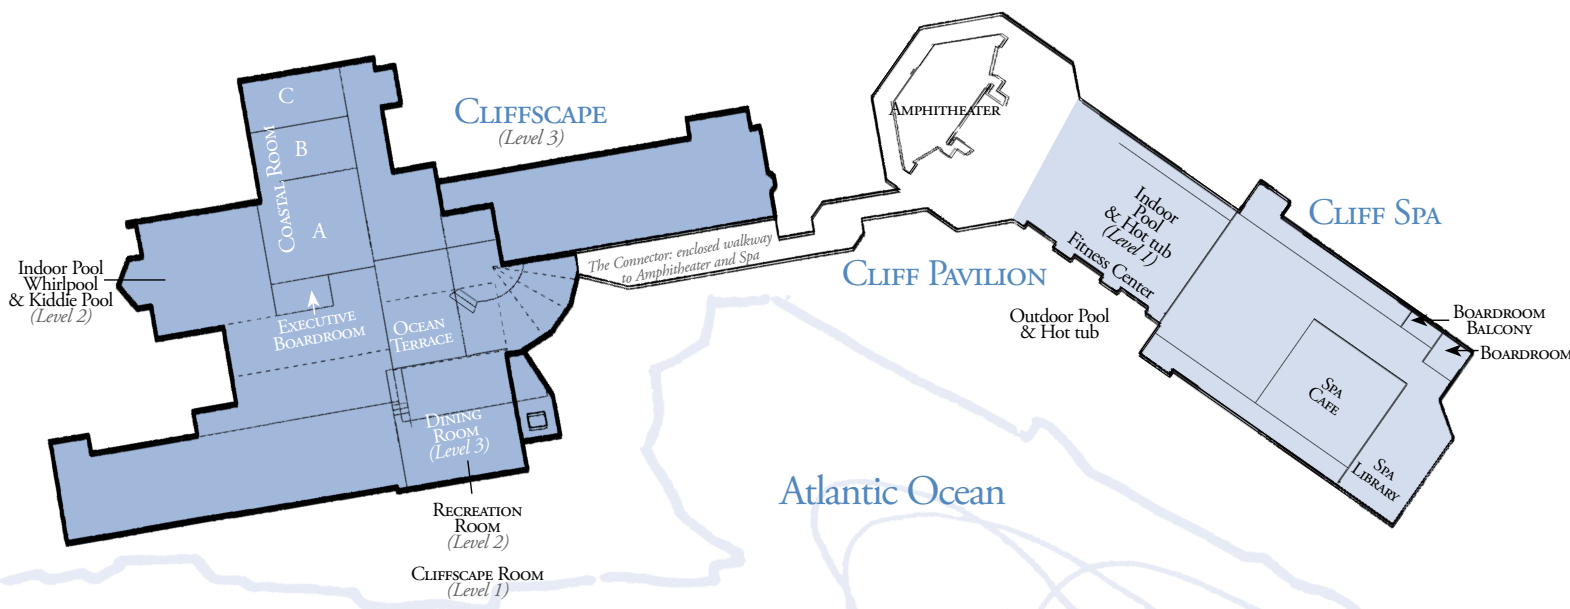 C
B
COASTAL ROOM
A
CLIFFSCAPE
(Level 3)
Indoor Pool
Whirlpool
& Kiddie Pool
(Level 2)
EXECUTIVE
BOARDROOM
OCEAN
TERRACE
DINING
ROOM
(Level 3)
RECREATION
ROOM
(Level 2)
CLIFFSCAPE ROOM
(Level 1)
The Connector: enclosed walkway
to Amphitheater and Spa
AMPHITHEATER
CLIFF PAVILION
Indoor
Pool
& Hot tub
(Level 1)
Fitness Center
Outdoor Pool
& Hot tub
CLIFF SPA
BOARDROOM
BALCONY
BOARDROOM
SPA
CAFE
SPA
LIBRARY
Atlantic Ocean